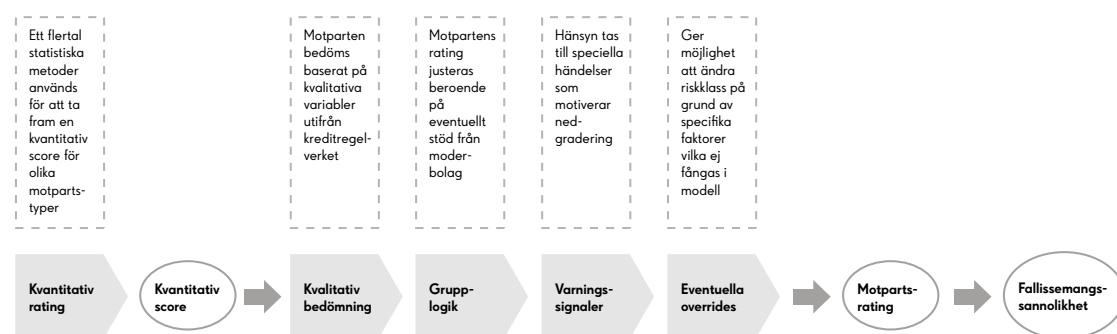 Ett flertal
statistiska
metoder
används
för att ta
fram en
kvantitativ
score för
olika
motparts-
typer
Motparten
bedöms
baserat på
kvalitativa
variabler
utifrån
kreditregel-
verket
Motpartens
rating
justeras
beroende
på
eventuellt
stöd från
moder-
bolag
Hänsyn tas
till speciella
händelser
som
motiverar
ned-
gradering
Ger
möjlighet
att ändra
riskklass på
grund av
specifika
faktorer
vilka ej
fångas i
modell
Kvantitativ
rating
Kvantitativ
score
Kvalitativ
bedömning
Grupp-
logik
Varnings-
signaler
Eventuella
overrides
Motparts-
rating
Fallissemangs-
sannolikhet